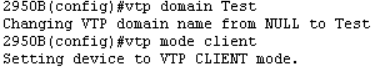 2950B(config)#vtp domain Test
Changing VTP domain name from NULL to Test
2950B(config)#vtp mode client
Setting device to VTP CLIENT mode.